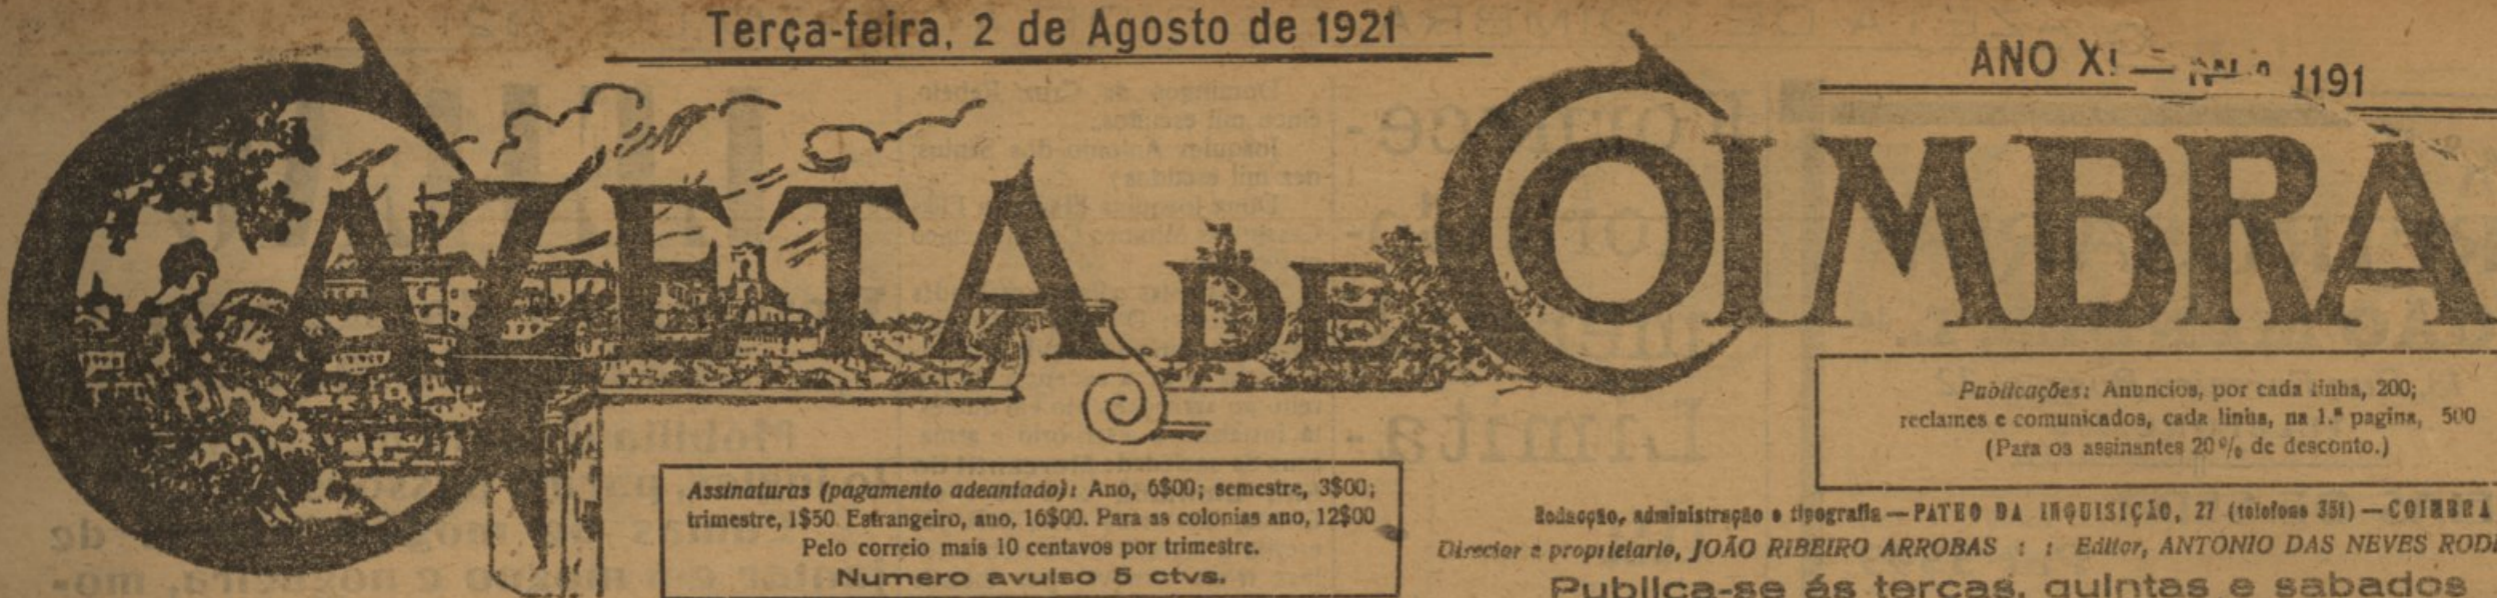 Terça-feira, 2 de Agosto de 1921
ANO XI — N.º 1191
GAZETA DE COIMBRA
Publicações: Anuncios, por cada linha, 200;
reclames e comunicados, cada linha, na 1.ª pagina, 500
(Para os assinantes 20 % de desconto.)
Assinaturas (pagamento adeantado): Ano, 6$00; semestre, 3$00;
trimestre, 1$50. Estrangeiro, ano, 16$00. Para as colonias ano, 12$00
Pelo correio mais 10 centavos por trimestre.
Numero avulso 5 ctvs.
Redacção, administração e tipografia — PATEO DA INQUISIÇÃO, 27 (telefone 351) — COIMBRA
Director e proprietario, JOÃO RIBEIRO ARROBAS : : Editor, ANTONIO DAS NEVES
Publica-se ás terças, quintas e sabados